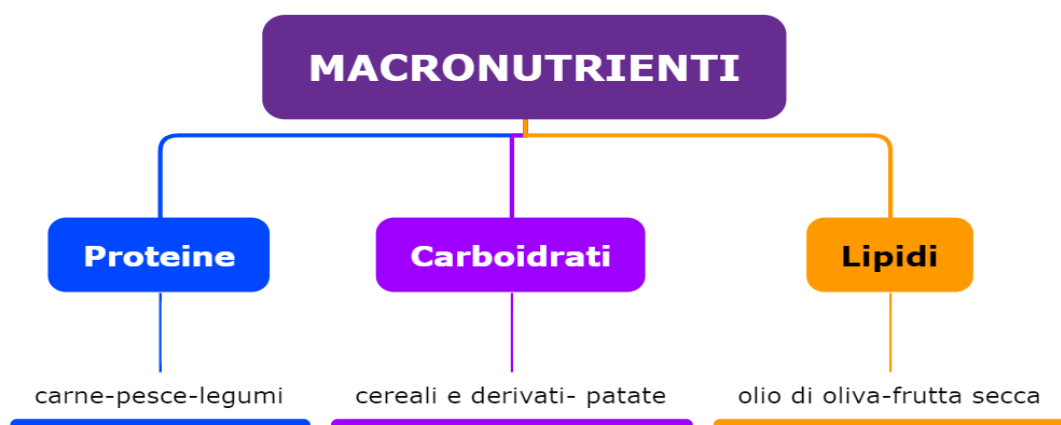 MACRONUTRIENTI
Proteine
Carboidrati
Lipidi
carne-pesce-legumi
cereali e derivati- patate
olio di oliva-frutta secca